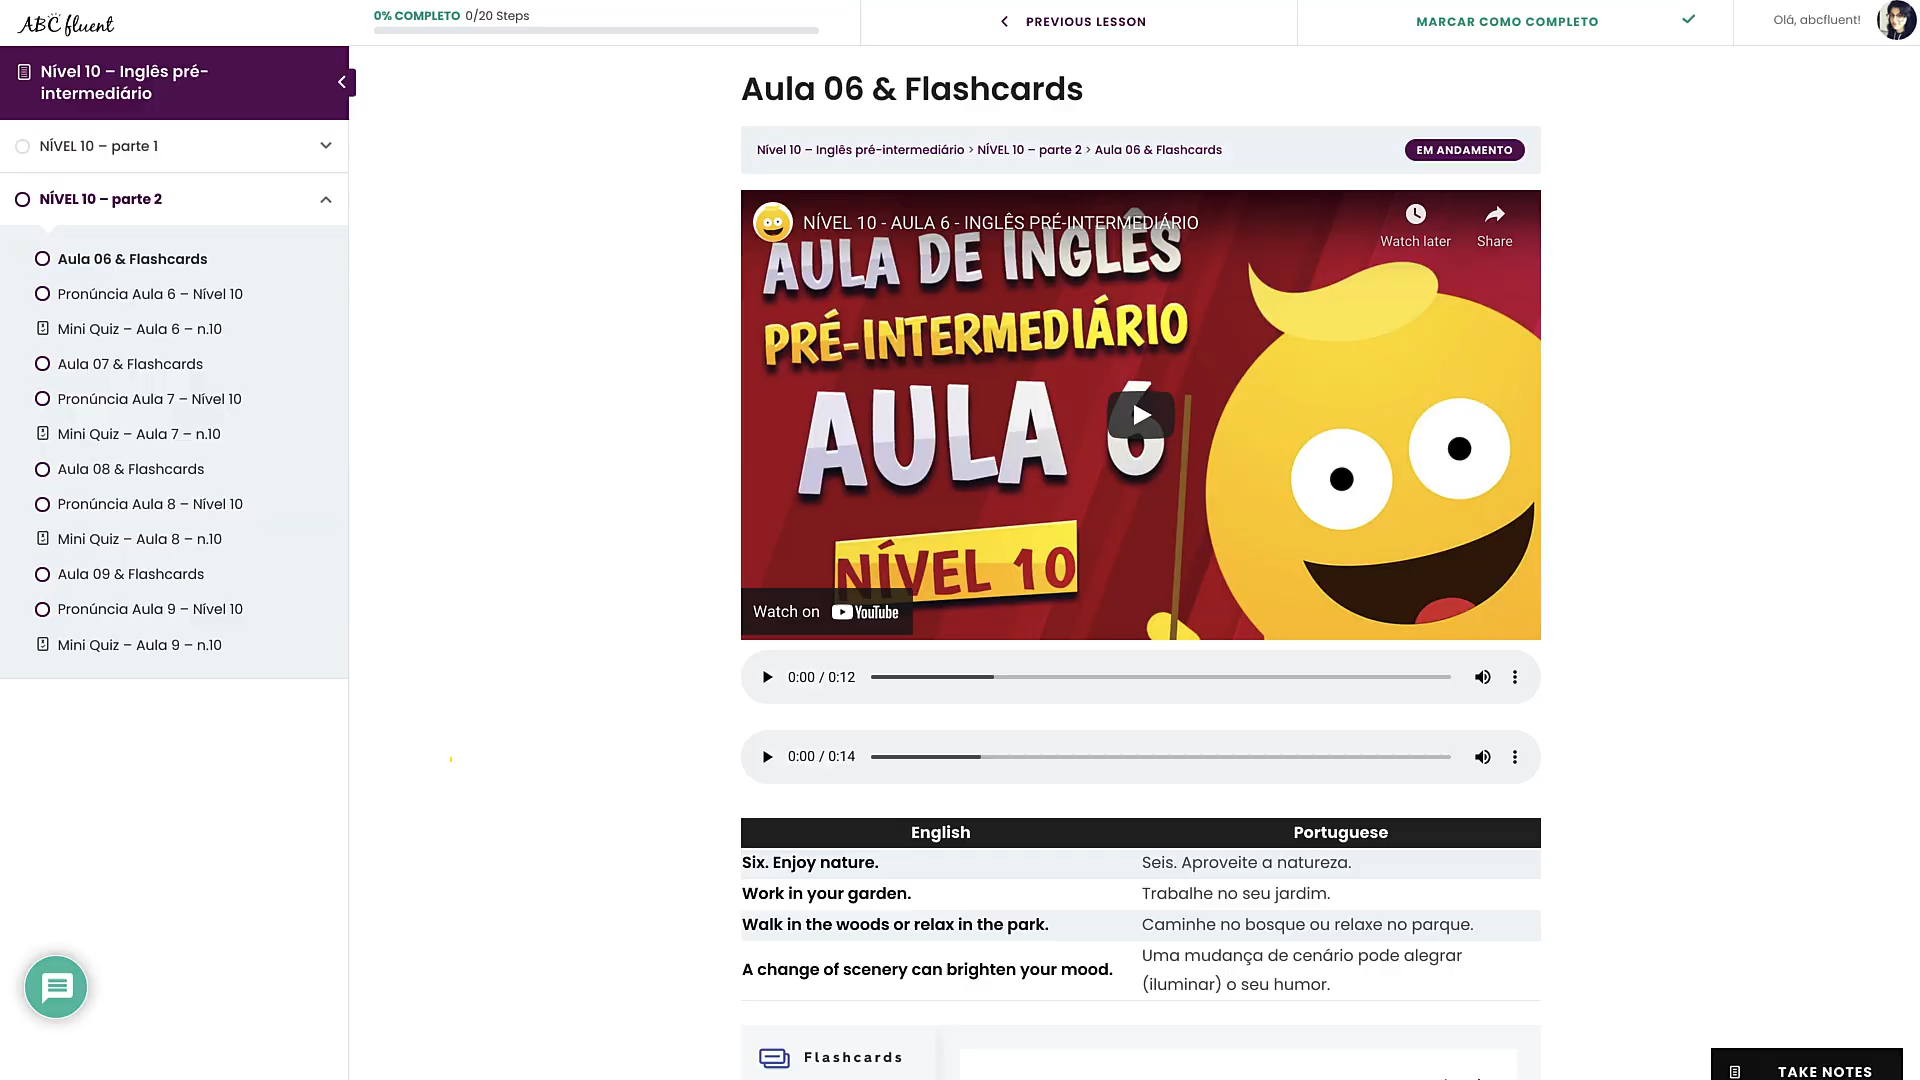 ABC fluent
0% COMPLETO 0/20 Steps
PREVIOUS LESSON
MARCAR COMO COMPLETO
Olá, abcfluent!
Nível 10 – Inglês pré-
intermediário
NÍVEL 10 – parte 1
NÍVEL 10 – parte 2
Aula 06 & Flashcards
Pronúncia Aula 6 – Nível 10
Mini Quiz – Aula 6 – n.10
Aula 07 & Flashcards
Pronúncia Aula 7 – Nível 10
Mini Quiz – Aula 7 – n.10
Aula 08 & Flashcards
Pronúncia Aula 8 – Nível 10
Mini Quiz – Aula 8 – n.10
Aula 09 & Flashcards
Pronúncia Aula 9 – Nível 10
Mini Quiz – Aula 9 – n.10
Aula 06 & Flashcards
Nível 10 – Inglês pré-intermediário > NÍVEL 10 – parte 2 > Aula 06 & Flashcards
EM ANDAMENTO
NÍVEL 10 - AULA 6 - INGLÊS PRÉ-INTERMEDIÁRIO
Watch later
Share
AULA DE INGLÊS
PRÉ-INTERMEDIÁRIO
AULA 6
NÍVEL 10
Watch on YouTube
0:00 / 0:12
0:00 / 0:14
English Portuguese
Six. Enjoy nature. Seis. Aproveite a natureza.
Work in your garden. Trabalhe no seu jardim.
Walk in the woods or relax in the park. Caminhe no bosque ou relaxe no parque.
A change of scenery can brighten your mood. Uma mudança de cenário pode alegrar
(iluminar) o seu humor.
Flashcards
TAKE NOTES